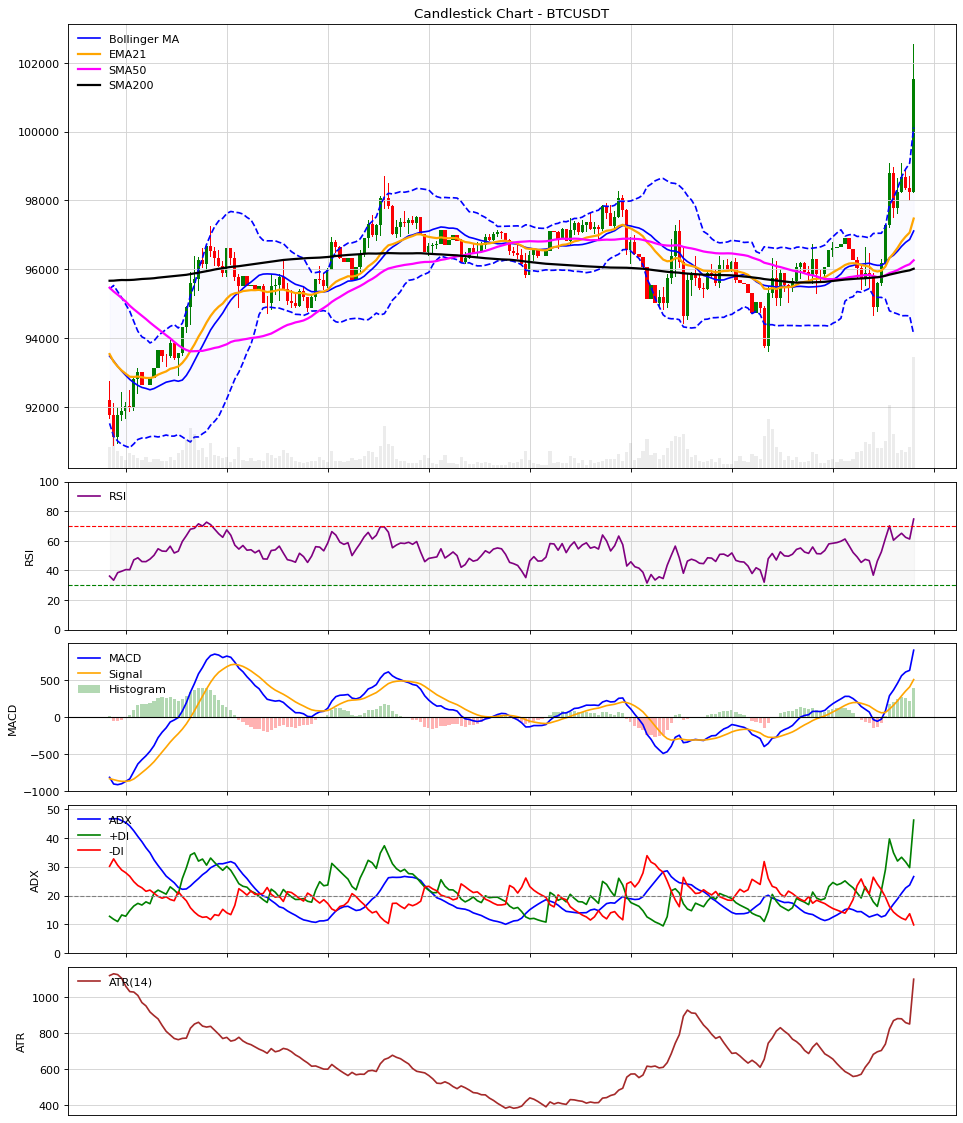 Candlestick Chart - BTCUSDT
Bollinger MA
EMA21
SMA50
SMA200
102000
100000
98000
96000
94000
92000
RSI
RSI
100
80
60
40
20
0
MACD
MACD
Signal
Histogram
500
0
−500
−1000
ADX
ADX
+DI
-DI
50
40
30
20
10
0
ATR
ATR(14)
1000
800
600
400